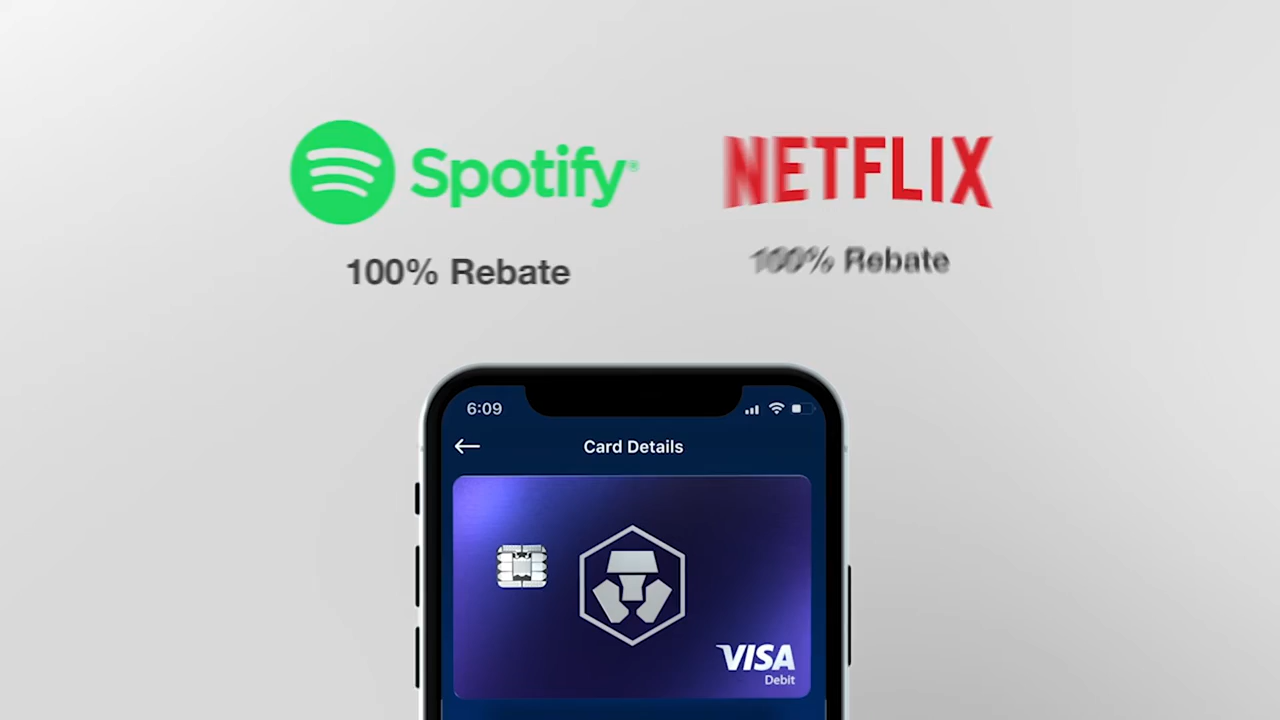 Spotify®
NETFLIX
100% Rebate
100% Rebate
6:09
Card Details
VISA
Debit